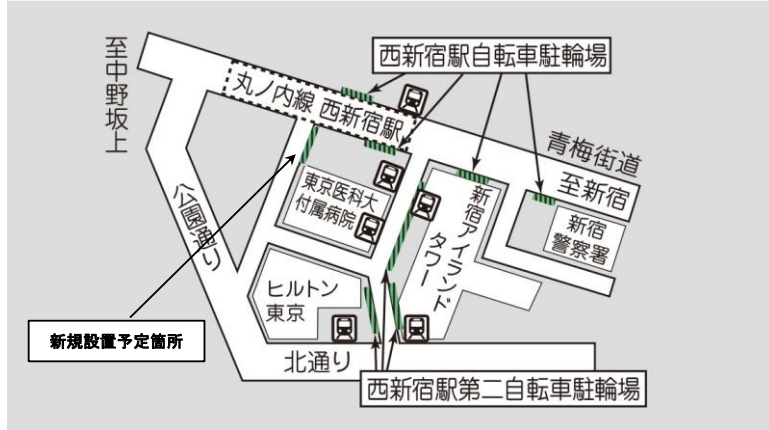 至中野坂上
西新宿駅自転車駐輪場
丸ノ内線 西新宿駅
青梅街道
至新宿
公園通り
東京医科大
付属病院
新宿アイランド
タワー
新宿
警察署
ヒルトン
東京
新規設置予定箇所
北通り
西新宿駅第二自転車駐輪場